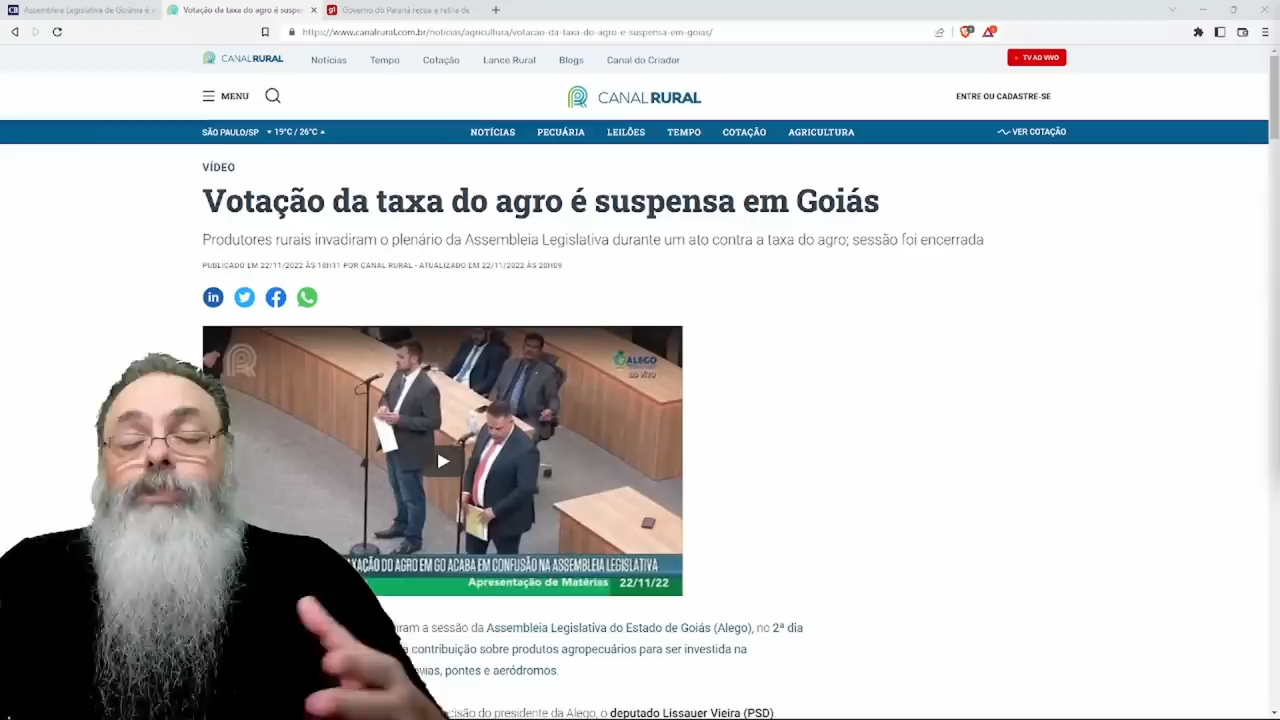 Assembleia Legislativa de Goiânia é
Votação da taxa do agro é suspe
Governo do Paraná recua e retira de
https://www.canalrural.com.br/noticias/agricultura/votacao-da-taxa-do-agro-e-suspensa-em-goias/
CANALRURAL Notícias Tempo Cotação Lance Rural Blogs Canal do Criador TV AO VIVO
MENU CANALRURAL ENTRE OU CADASTRE-SE
SÃO PAULO/SP 19°C / 26°C NOTÍCIAS PECUÁRIA LEILÕES TEMPO COTAÇÃO AGRICULTURA VER COTAÇÃO
VÍDEO
Votação da taxa do agro é suspensa em Goiás
Produtores rurais invadiram o plenário da Assembleia Legislativa durante um ato contra a taxa do agro; sessão foi encerrada
PUBLICADO EM 22/11/2022 ÀS 18H11 POR CANAL RURAL - ATUALIZADO EM 22/11/2022 ÀS 20H09
in
ALEGO
AO VIVO
AXAÇÃO DO AGRO EM GO ACABA EM CONFUSÃO NA ASSEMBLEIA LEGISLATIVA
Apresentação de Matérias 22/11/22
ram a sessão da Assembleia Legislativa do Estado de Goiás (Alego), no 2ª dia
a contribuição sobre produtos agropecuários para ser investida na
vias, pontes e aeródromos.
cisão do presidente da Alego, o deputado Lissauer Vieira (PSD)